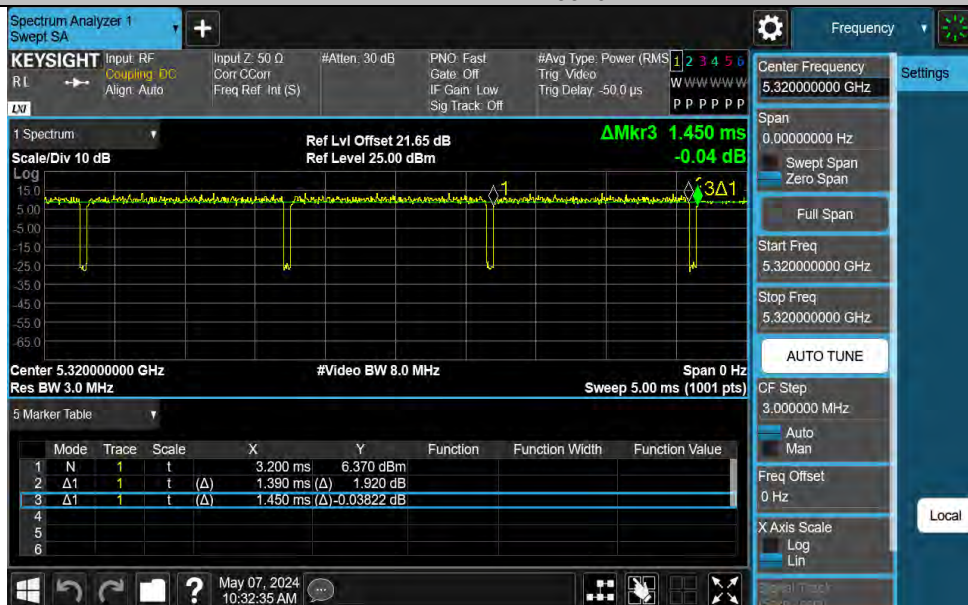 Spectrum Analyzer 1
Swept SA
Frequency
KEYSIGHT
RL
LXI
Input: RF
Coupling: DC
Align: Auto
Input Z: 50 Ω
Corr CCorr
Freq Ref: Int (S)
#Atten: 30 dB
PNO: Fast
Gate: Off
IF Gain: Low
Sig Track: Off
#Avg Type: Power (RMS
Trig: Video
Trig Delay: -50.0 µs
1 2 3 4 5 6
W W W W W W
P P P P P P
1 Spectrum
Scale/Div 10 dB
Ref Lvl Offset 21.65 dB
Ref Level 25.00 dBm
ΔMkr3 1.450 ms
-0.04 dB
Log
15.0
5.00
-5.00
-15.0
-25.0
-35.0
-45.0
-55.0
-65.0
1
3Δ1
Center 5.320000000 GHz
Res BW 3.0 MHz
#Video BW 8.0 MHz
Span 0 Hz
Sweep 5.00 ms (1001 pts)
5 Marker Table
Mode Trace Scale X Y Function Function Width Function Value
1 N 1 t 3.200 ms 6.370 dBm
2 Δ1 1 t (Δ) 1.390 ms (Δ) 1.920 dB
3 Δ1 1 t (Δ) 1.450 ms (Δ) -0.03822 dB
4
5
6
May 07, 2024
10:32:35 AM
Center Frequency
5.320000000 GHz
Span
0.00000000 Hz
Swept Span
Zero Span
Full Span
Start Freq
5.320000000 GHz
Stop Freq
5.320000000 GHz
AUTO TUNE
CF Step
3.000000 MHz
Auto
Man
Freq Offset
0 Hz
X Axis Scale
Log
Lin
Signal Track
Settings
Local